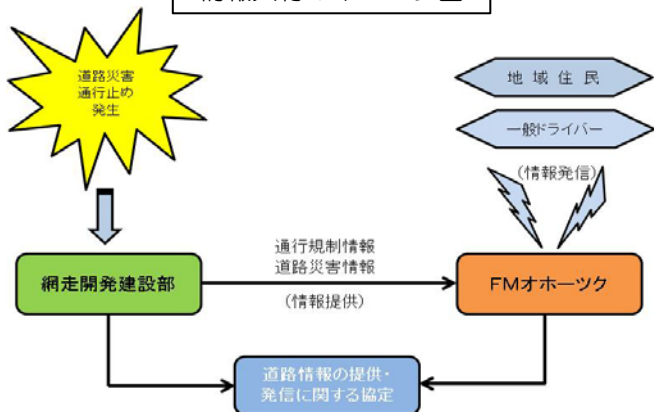 道路災害
通行止め
発生
地域住民
一般ドライバー
(情報発信)
通行規制情報
道路災害情報
(情報提供)
網走開発建設部
FMオホーツク
道路情報の提供・
発信に関する協定